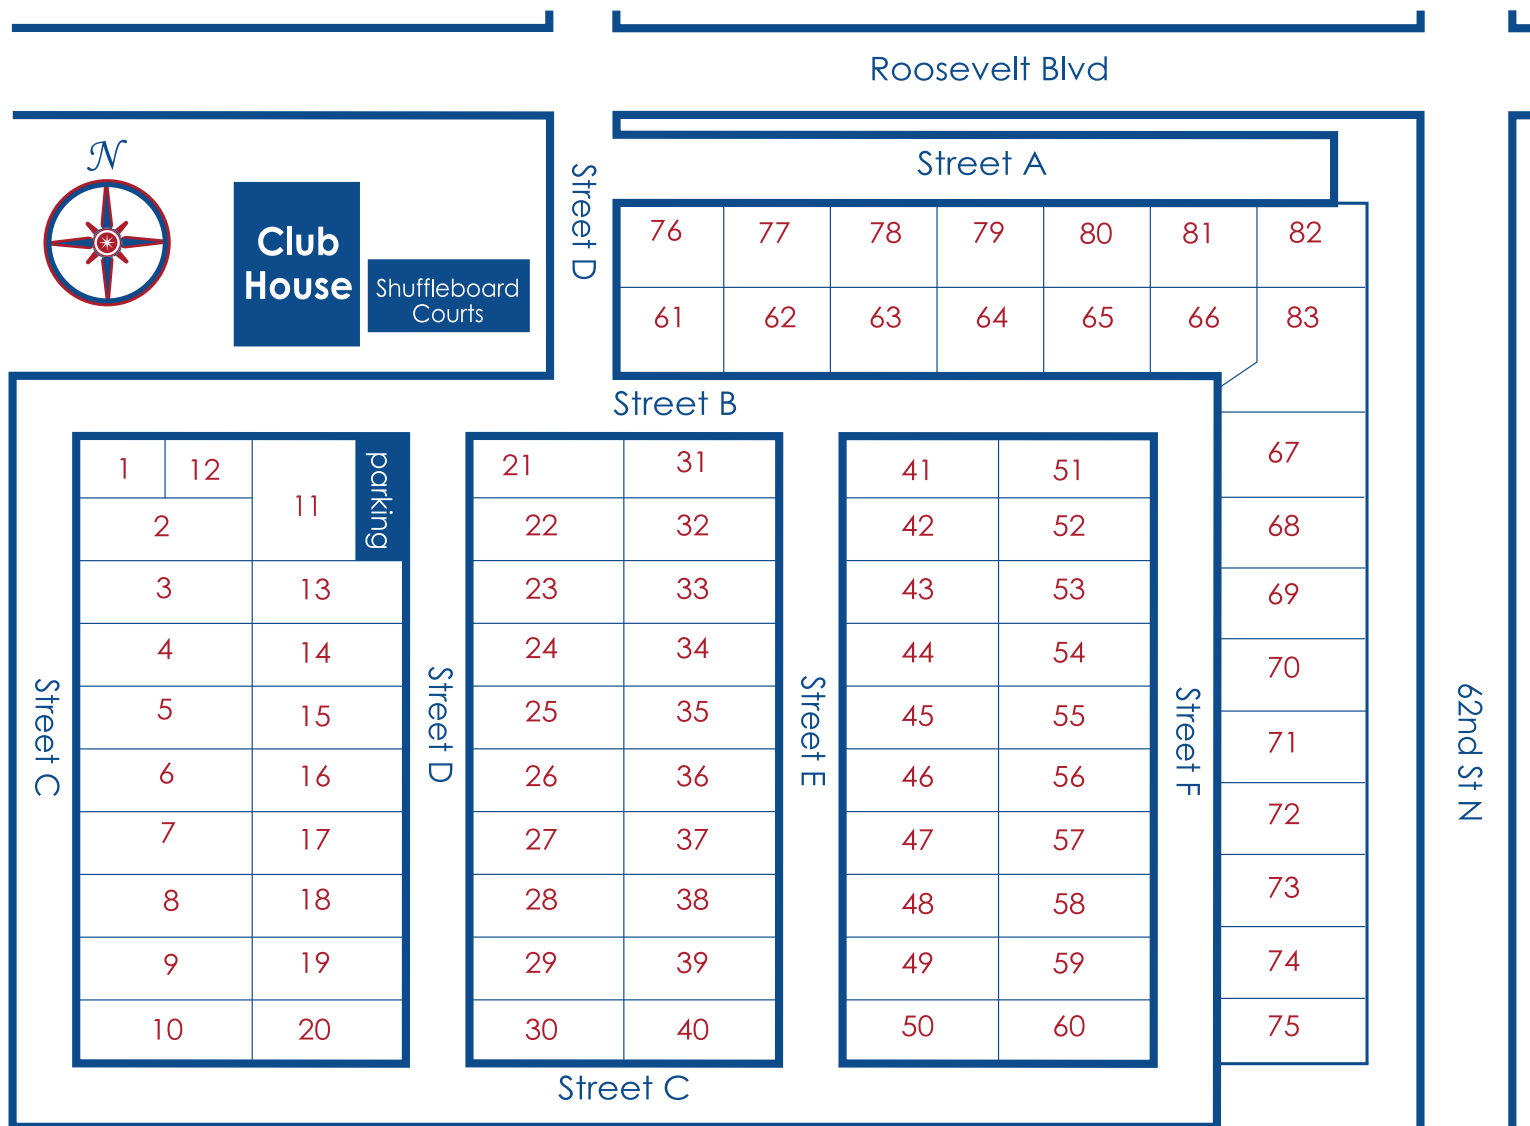 Roosevelt Blvd
N
Street A
Street D
Club
House
Shuffleboard
Courts
76 77 78 79 80 81 82
61 62 63 64 65 66 83
Street B
1 12 11 parking 21 31 41 51 67
2 22 32 42 52 68
3 13 23 33 43 53 69
4 14 24 34 44 54 70
5 15 25 35 45 55 71
6 16 26 36 46 56 72
7 17 27 37 47 57 73
8 18 28 38 48 58
9 19 29 39 49 59 74
10 20 30 40 50 60 75
Street C
Street D
Street E
Street F
62nd St N
Street C